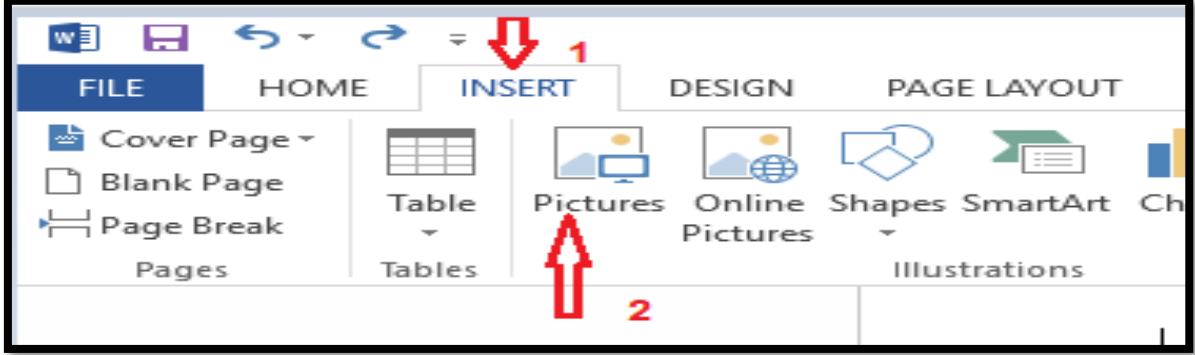 W
1
FILE HOME INSERT DESIGN PAGE LAYOUT
Cover Page
Blank Page
Page Break
Table
Pictures
Online
Pictures
Shapes
SmartArt
Ch
Pages
Tables
Illustrations
2